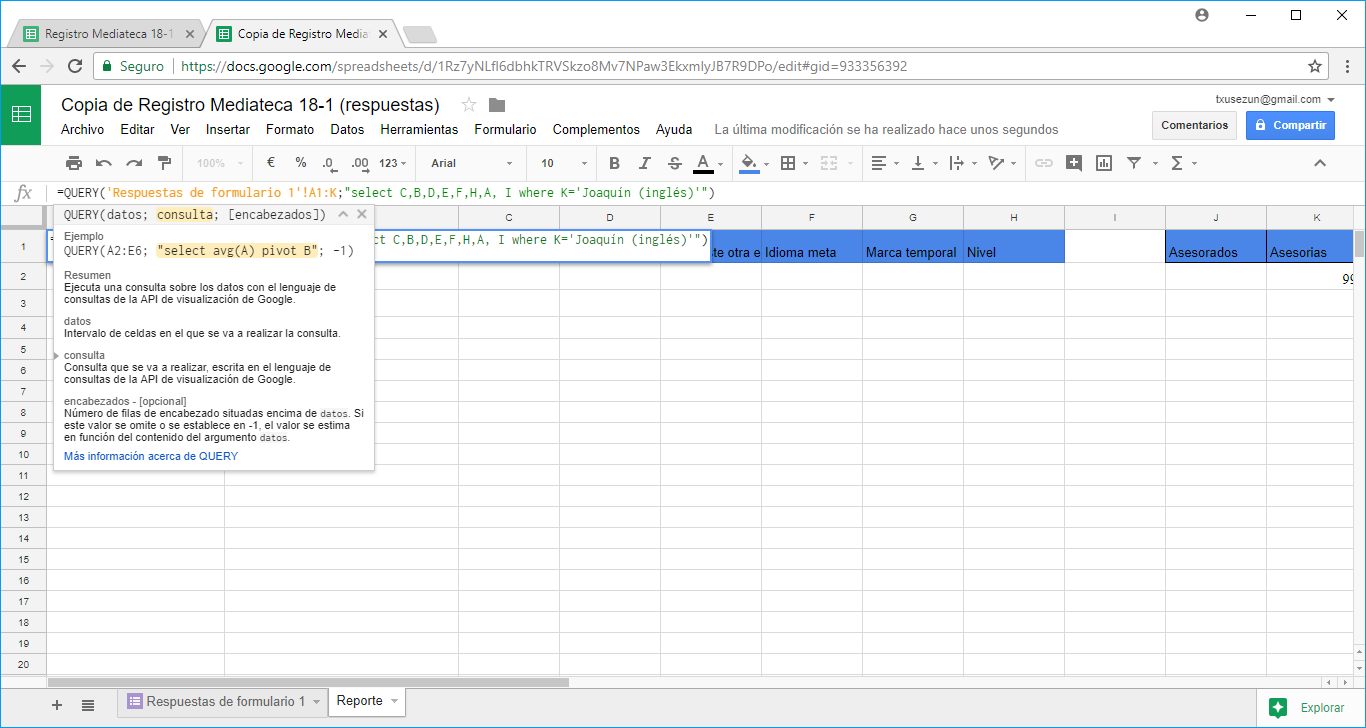 Registro Mediateca 18-1
Copia de Registro Media
Seguro
https://docs.google.com/spreadsheets/d/1Rz7yNLfl6dbhkTRVSkzo8Mv7NPaw3EkxmlyJB7R9DPo/edit#gid=933356392
Copia de Registro Mediateca 18-1 (respuestas)
txusezun@gmail.com
Archivo Editar Ver Insertar Formato Datos Herramientas Formulario Complementos Ayuda La última modificación se ha realizado hace unos segundos
Comentarios
Compartir
100% € % .0 .00 123 Arial 10 B I S A Σ
fx =QUERY('Respuestas de formulario 1'!A1:K;"select C,B,D,E,F,H,A, I where K='Joaquín (inglés)'")
C D E F G H I J K
QUERY(datos; consulta; [encabezados])
Ejemplo
QUERY(A2:E6; "select avg(A) pivot B"; -1)
Resumen
Ejecuta una consulta sobre los datos con el lenguaje de
consultas de la API de visualización de Google.
datos
Intervalo de celdas en el que se va a realizar la consulta.
consulta
Consulta que se va a realizar, escrita en el lenguaje de
consultas de la API de visualización de Google.
encabezados - [opcional]
Número de filas de encabezado situadas encima de datos. Si
este valor se omite o se establece en -1, el valor se estima
en función del contenido del argumento datos.
Más información acerca de QUERY
1 ct C,B,D,E,F,H,A, I where K='Joaquín (inglés)'") te otra e Idioma meta Marca temporal Nivel Asesorados Asesorias
2 99
3
4
5
6
7
8
9
10
11
12
13
14
15
16
17
18
19
20
Respuestas de formulario 1
Reporte
Explorar